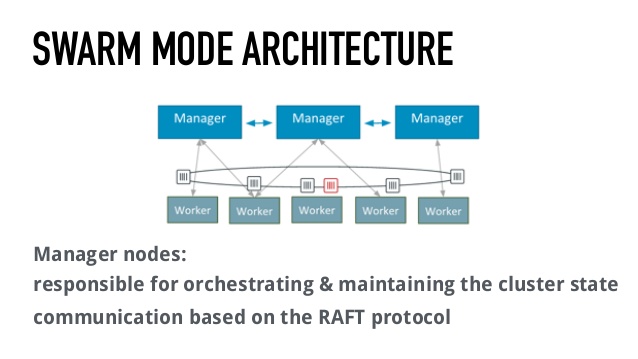 SWARM MODE ARCHITECTURE
Manager Manager Manager
Worker Worker Worker Worker Worker
Manager nodes:
responsible for orchestrating & maintaining the cluster state
communication based on the RAFT protocol